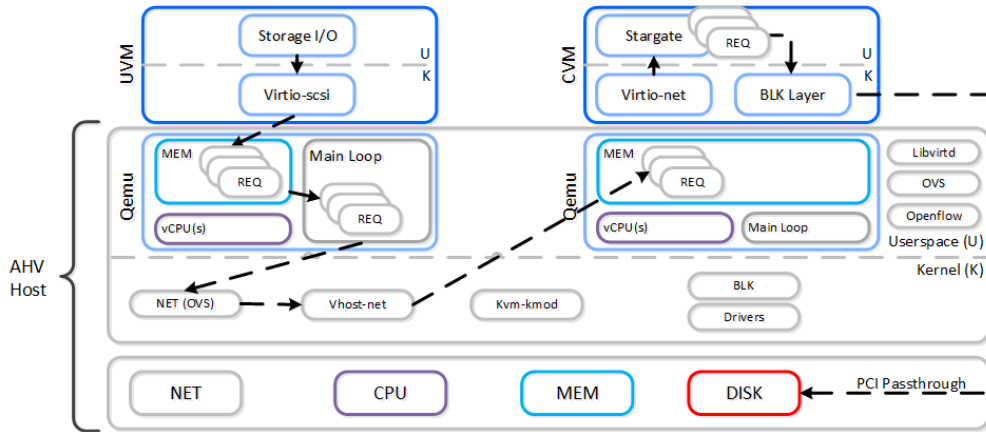 UVM
Storage I/O
U
K
Virtio-scsi
CVM
Stargate
REQ
U
K
Virtio-net
BLK Layer
AHV
Host
Qemu
MEM
REQ
Main Loop
REQ
vCPU(s)
Qemu
MEM
REQ
vCPU(s)
Main Loop
Libvirtd
OVS
Openflow
Userspace (U)
Kernel (K)
NET (OVS)
Vhost-net
Kvm-kmod
BLK
Drivers
NET
CPU
MEM
DISK
PCI Passthrough